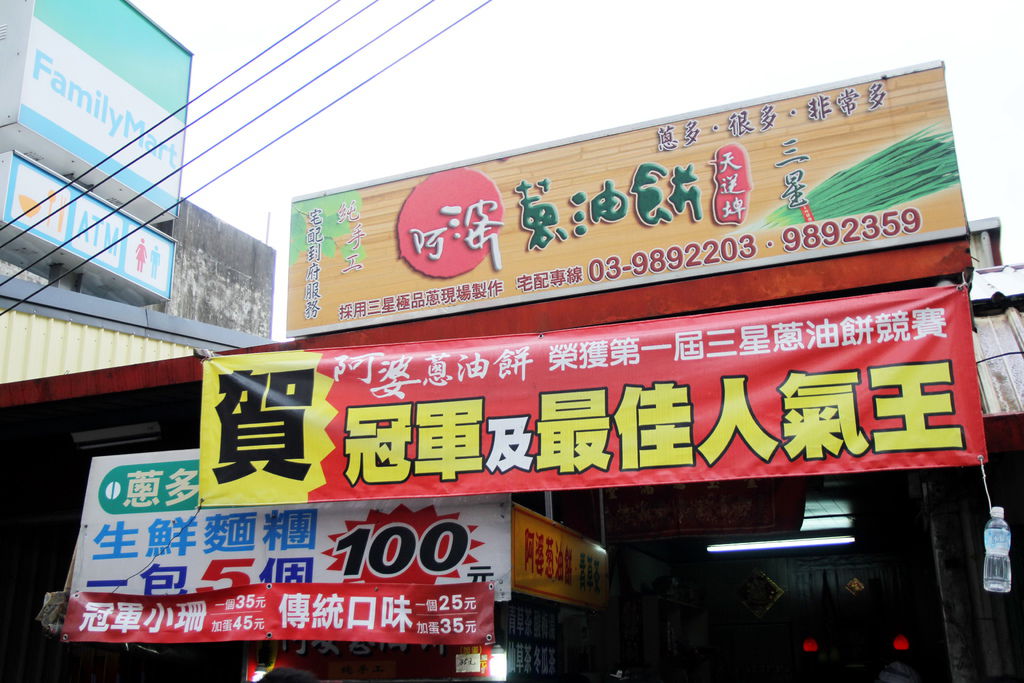 FamilyMart
ATM
蔥多・很多・非常多
純手工
宅配到府服務
阿婆蔥油餅
天送埤
三星
採用三星極品蔥現場製作 宅配專線 03-9892203・9892359
賀
阿婆蔥油餅 榮獲第一屆三星蔥油餅競賽
冠軍及最佳人氣王
蔥多
生鮮麵糰
一包5個
100元
阿婆蔥油餅
青草茶
冠軍小珊 一個35元 加蛋45元
傳統口味 一個25元 加蛋35元